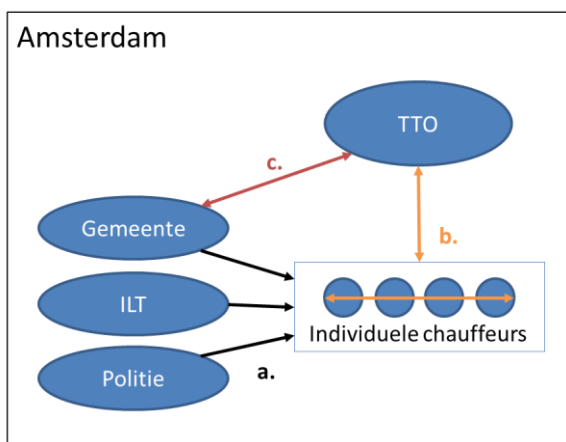 Amsterdam
TTO
c.
Gemeente
b.
ILT
Individuele chauffeurs
Politie
a.